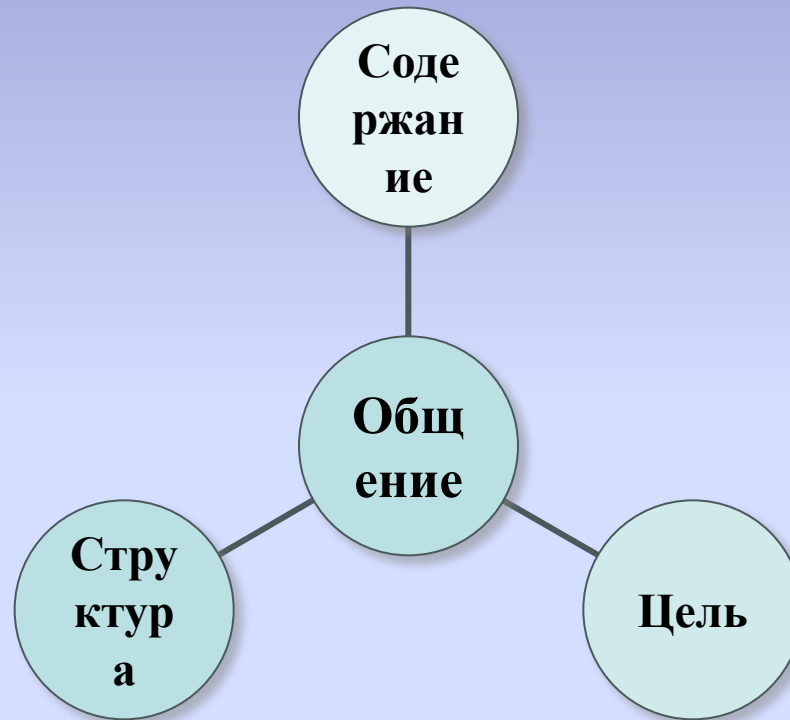 Соде
ржан
ие
Общ
ение
Стру
ктур
а
Цель